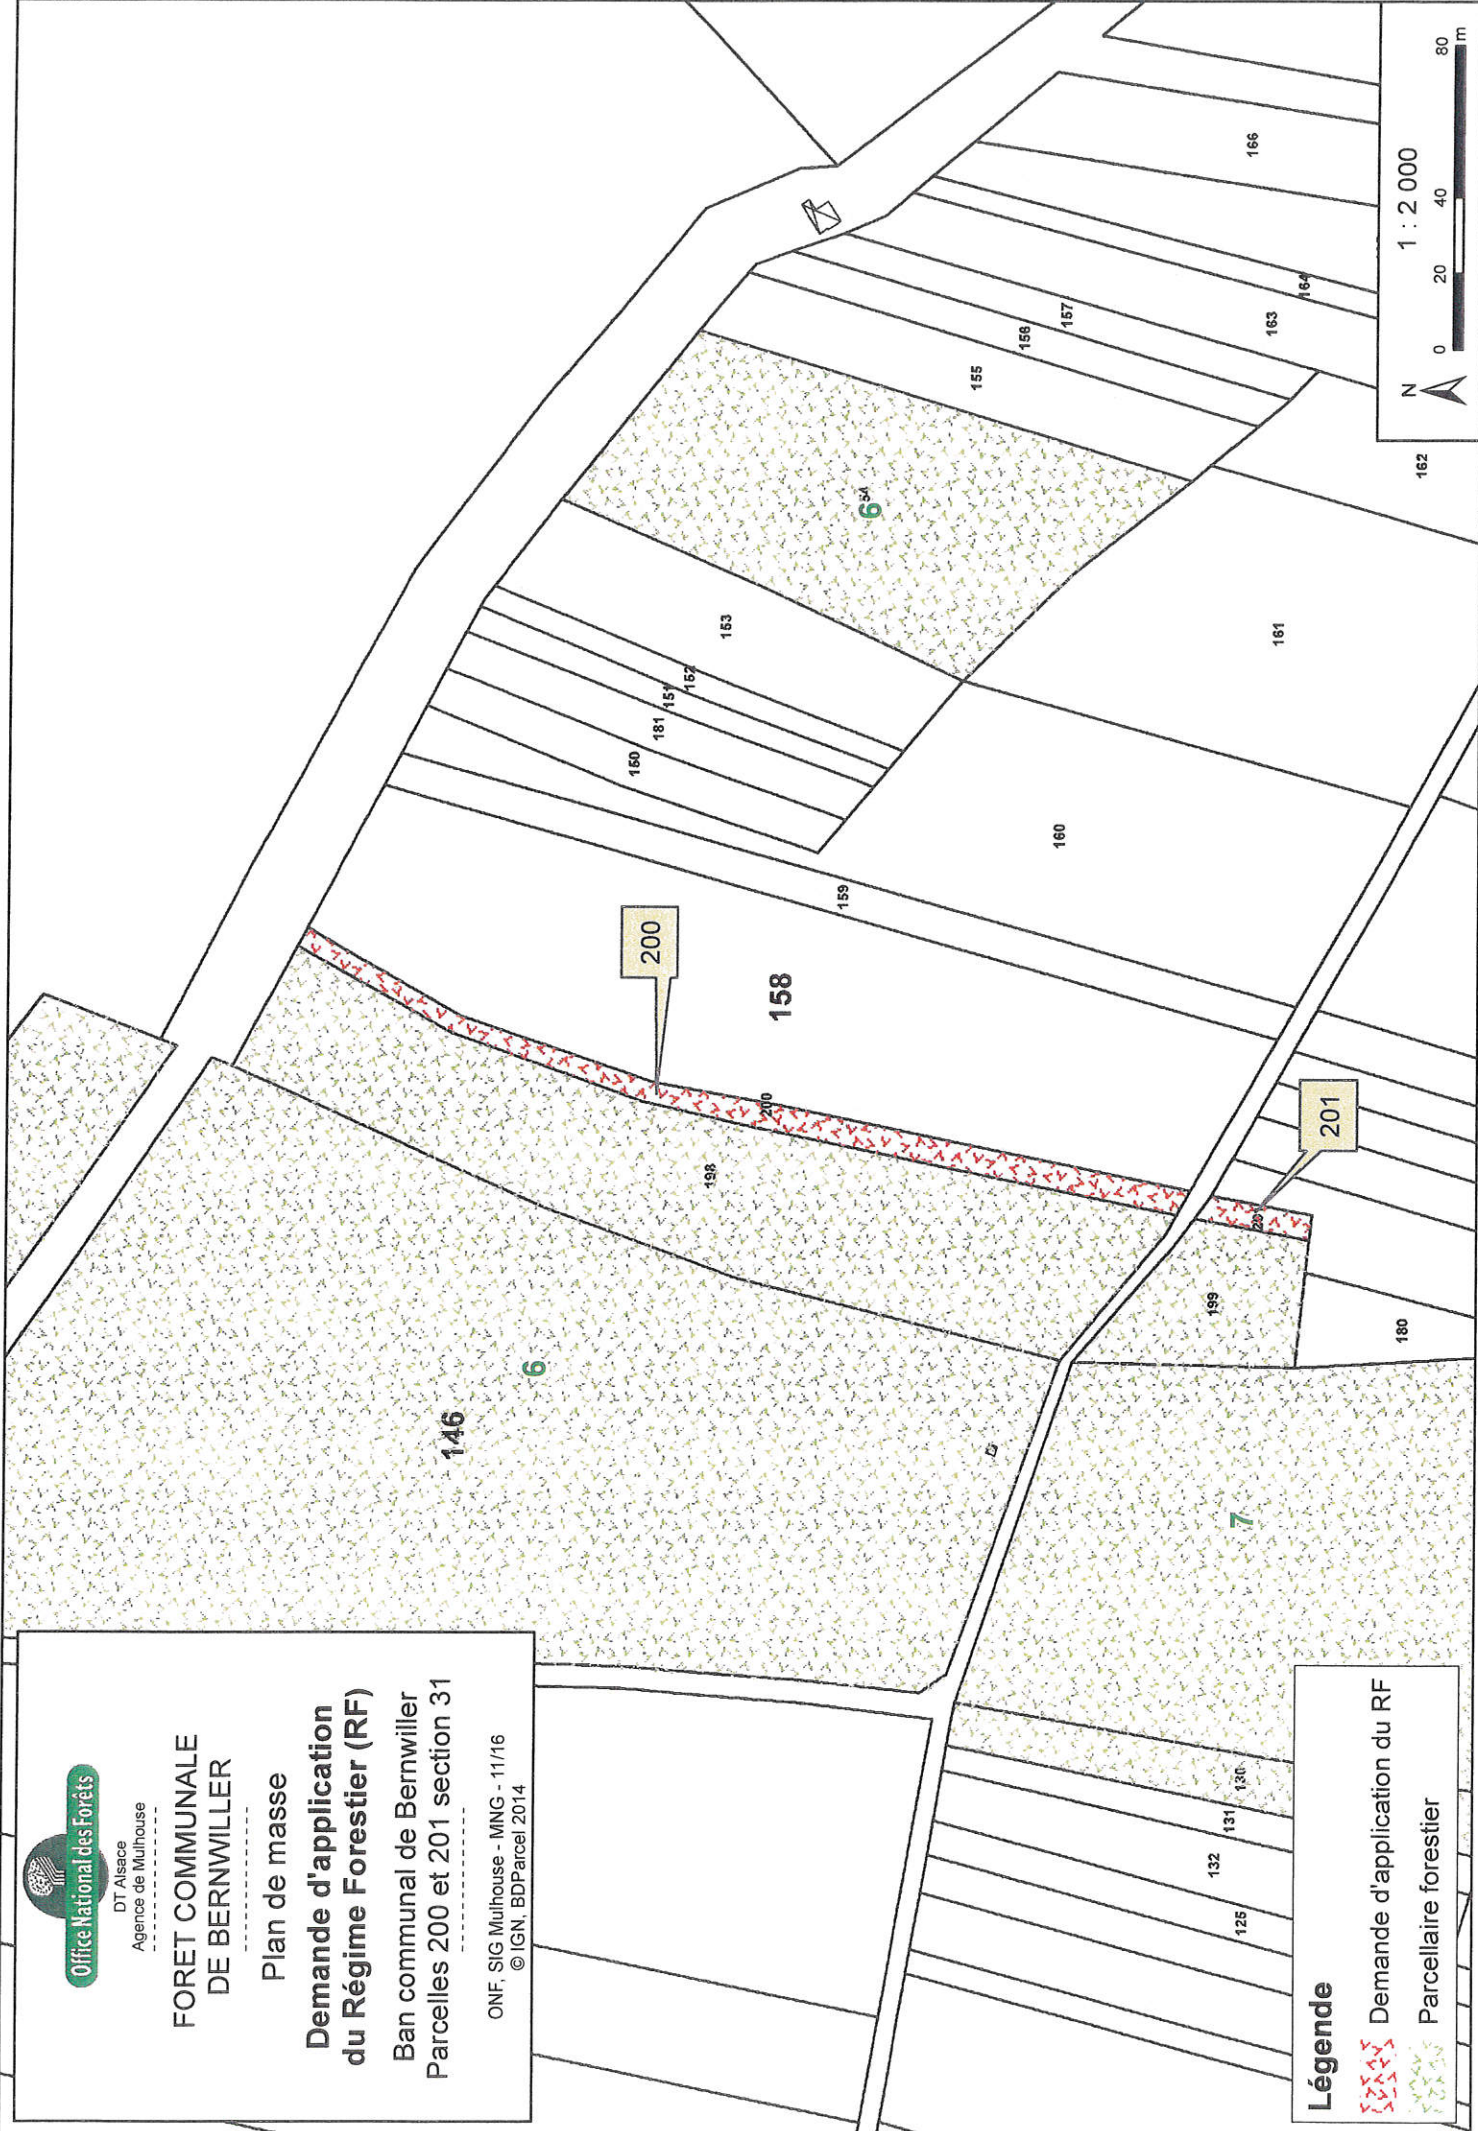 Office National des Forêts
DT Alsace
Agence de Mulhouse
FORET COMMUNALE
DE BERNWILLER
Plan de masse
Demande d'application
du Régime Forestier (RF)
Ban communal de Bernwiller
Parcelles 200 et 201 section 31
ONF, SIG Mulhouse - MNG - 11/16
© IGN, BDParcel 2014
146
6
198
200
200
158
159
150
181
151
152
153
6
155
156
157
163
164
166
160
161
162
201
199
180
7
130
131
132
125
Légende
Demande d'application du RF
Parcellaire forestier
N
1 : 2 000
0 20 40 80
m